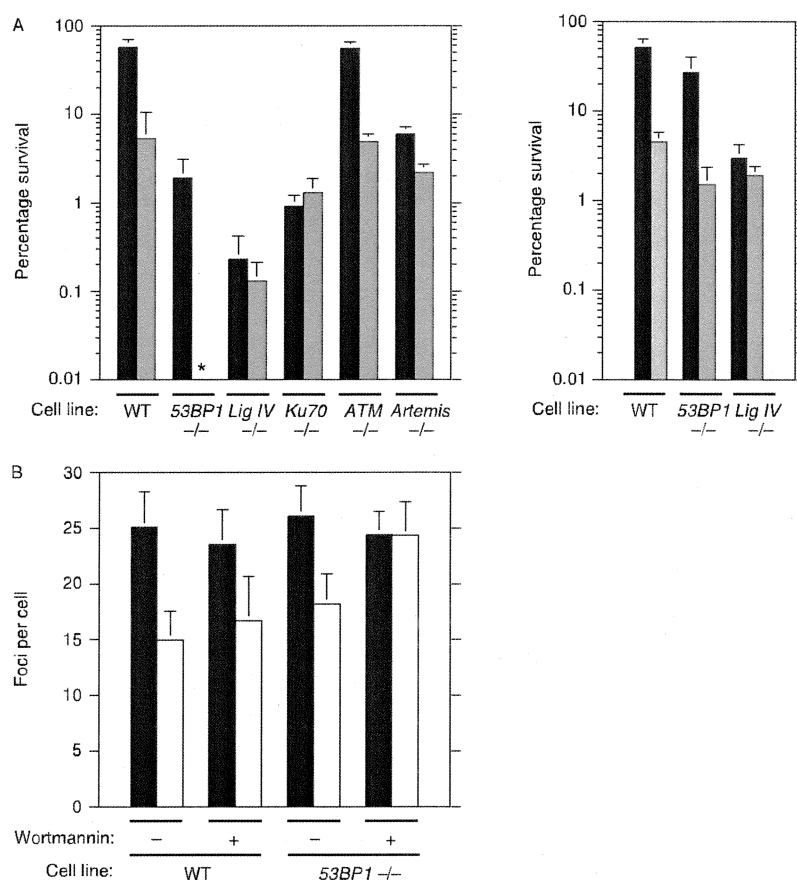 A
Percentage survival
100
10
1
0.1
0.01
*
Cell line:
WT
53BP1 –/–
Lig IV –/–
Ku70 –/–
ATM –/–
Artemis –/–
Percentage survival
100
10
1
0.1
0.01
Cell line:
WT
53BP1 –/–
Lig IV –/–
B
Foci per cell
30
25
20
15
10
5
0
Wortmannin:
–
+
–
+
Cell line:
WT
53BP1 –/–